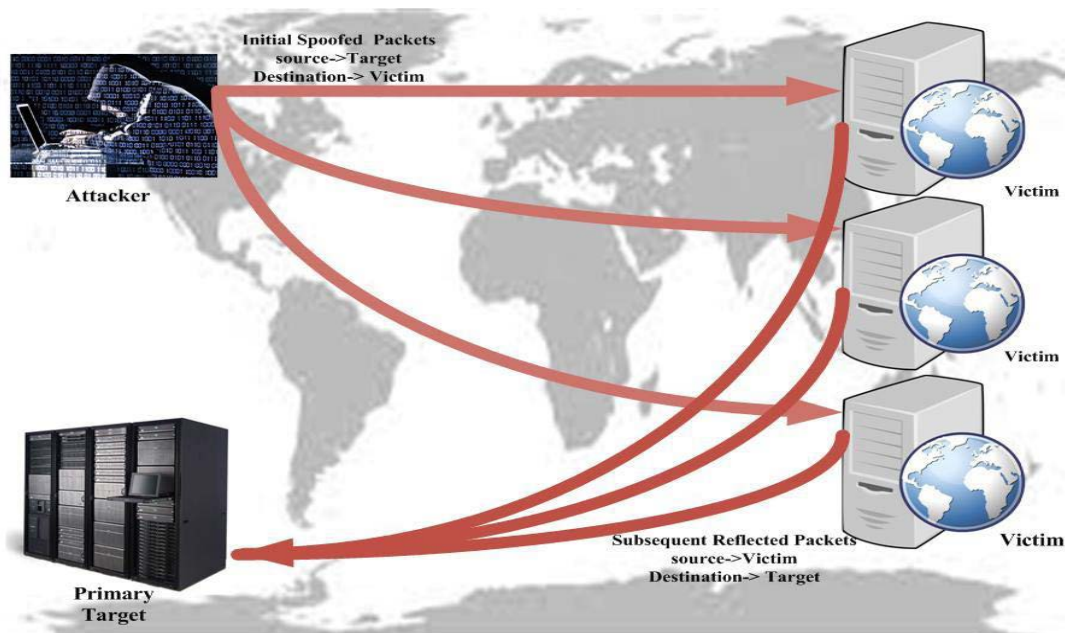 Initial Spoofed Packets
source->Target
Destination-> Victim
Attacker
Victim
Victim
Victim
Subsequent Reflected Packets
source->Victim
Destination-> Target
Primary
Target